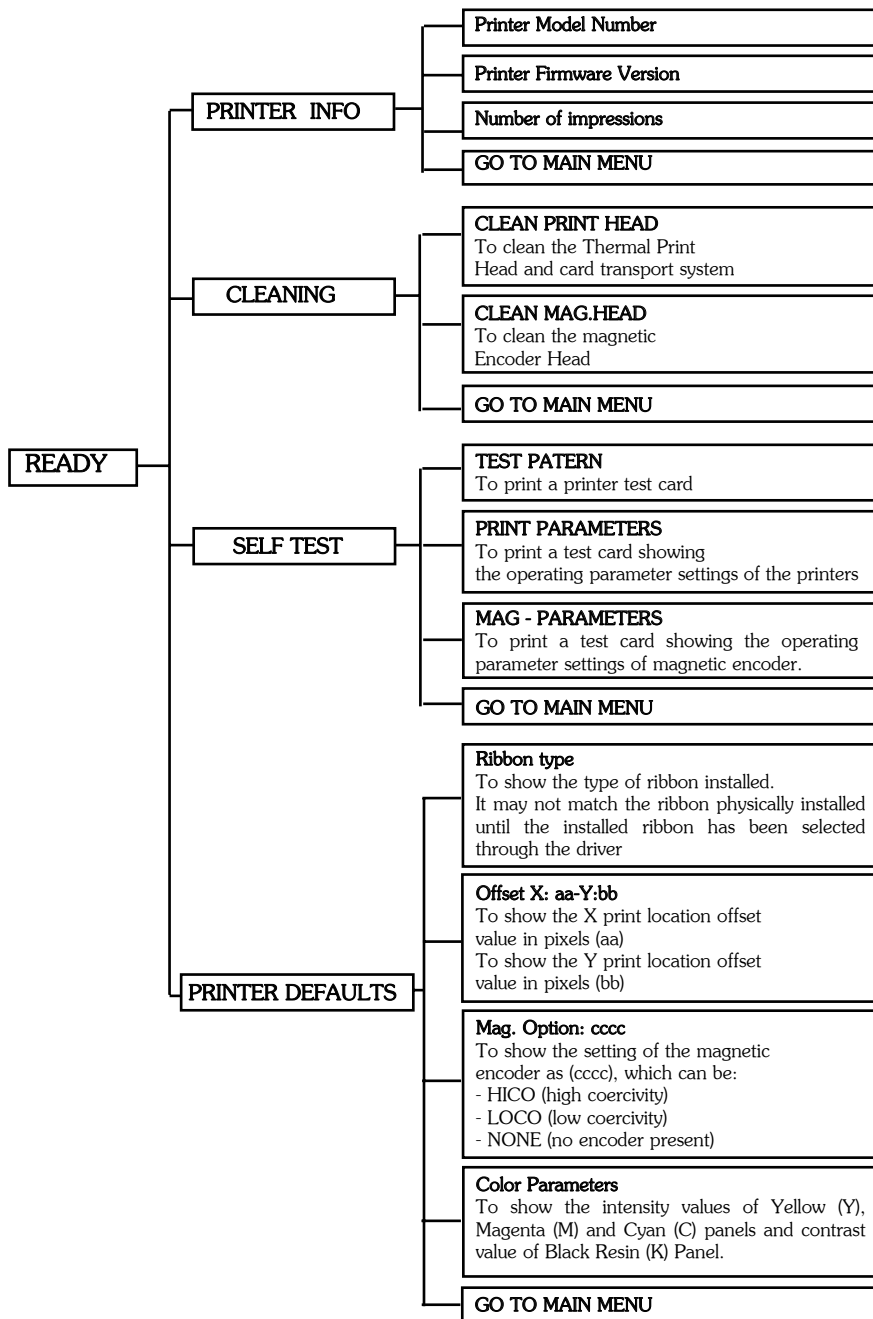 Printer Model Number
Printer Firmware Version
PRINTER INFO
Number of impressions
GO TO MAIN MENU
CLEAN PRINT HEAD
To clean the Thermal Print
Head and card transport system
CLEANING
CLEAN MAG.HEAD
To clean the magnetic
Encoder Head
GO TO MAIN MENU
READY
TEST PATERN
To print a printer test card
SELF TEST
PRINT PARAMETERS
To print a test card showing
the operating parameter settings of the printers
MAG - PARAMETERS
To print a test card showing the operating
parameter settings of magnetic encoder.
GO TO MAIN MENU
Ribbon type
To show the type of ribbon installed.
It may not match the ribbon physically installed
until the installed ribbon has been selected
through the driver
Offset X: aa-Y:bb
To show the X print location offset
value in pixels (aa)
To show the Y print location offset
value in pixels (bb)
PRINTER DEFAULTS
Mag. Option: cccc
To show the setting of the magnetic
encoder as (cccc), which can be:
- HICO (high coercivity)
- LOCO (low coercivity)
- NONE (no encoder present)
Color Parameters
To show the intensity values of Yellow (Y),
Magenta (M) and Cyan (C) panels and contrast
value of Black Resin (K) Panel.
GO TO MAIN MENU